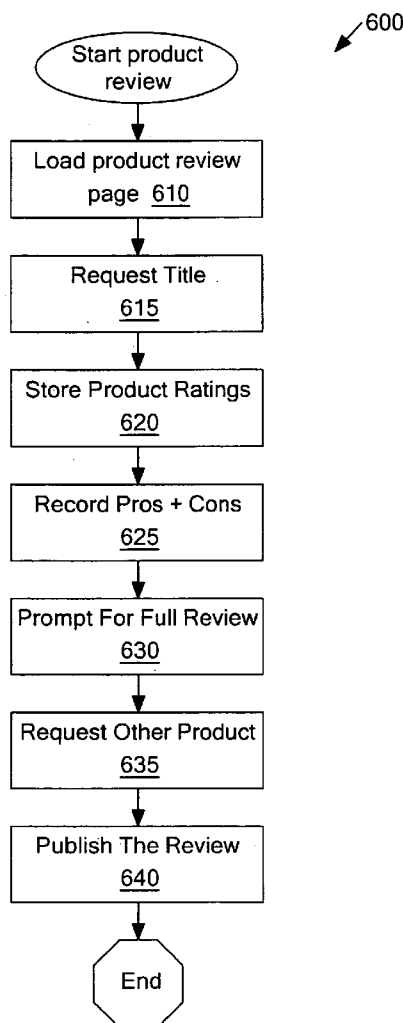 600
Start product
review
Load product review
page 610
Request Title
615
Store Product Ratings
620
Record Pros + Cons
625
Prompt For Full Review
630
Request Other Product
635
Publish The Review
640
End